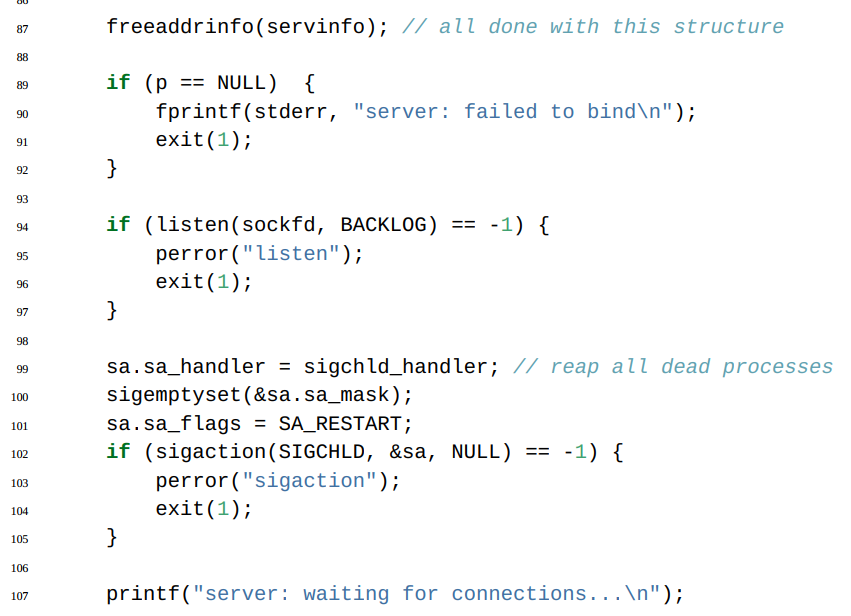 87 freeaddrinfo(servinfo); // all done with this structure
88
89 if (p == NULL)  {
90 fprintf(stderr, "server: failed to bind\n");
91 exit(1);
92 }
93
94 if (listen(sockfd, BACKLOG) == -1) {
95 perror("listen");
96 exit(1);
97 }
98
99 sa.sa_handler = sigchld_handler; // reap all dead processes
100 sigemptyset(&sa.sa_mask);
101 sa.sa_flags = SA_RESTART;
102 if (sigaction(SIGCHLD, &sa, NULL) == -1) {
103 perror("sigaction");
104 exit(1);
105 }
106
107 printf("server: waiting for connections...\n");